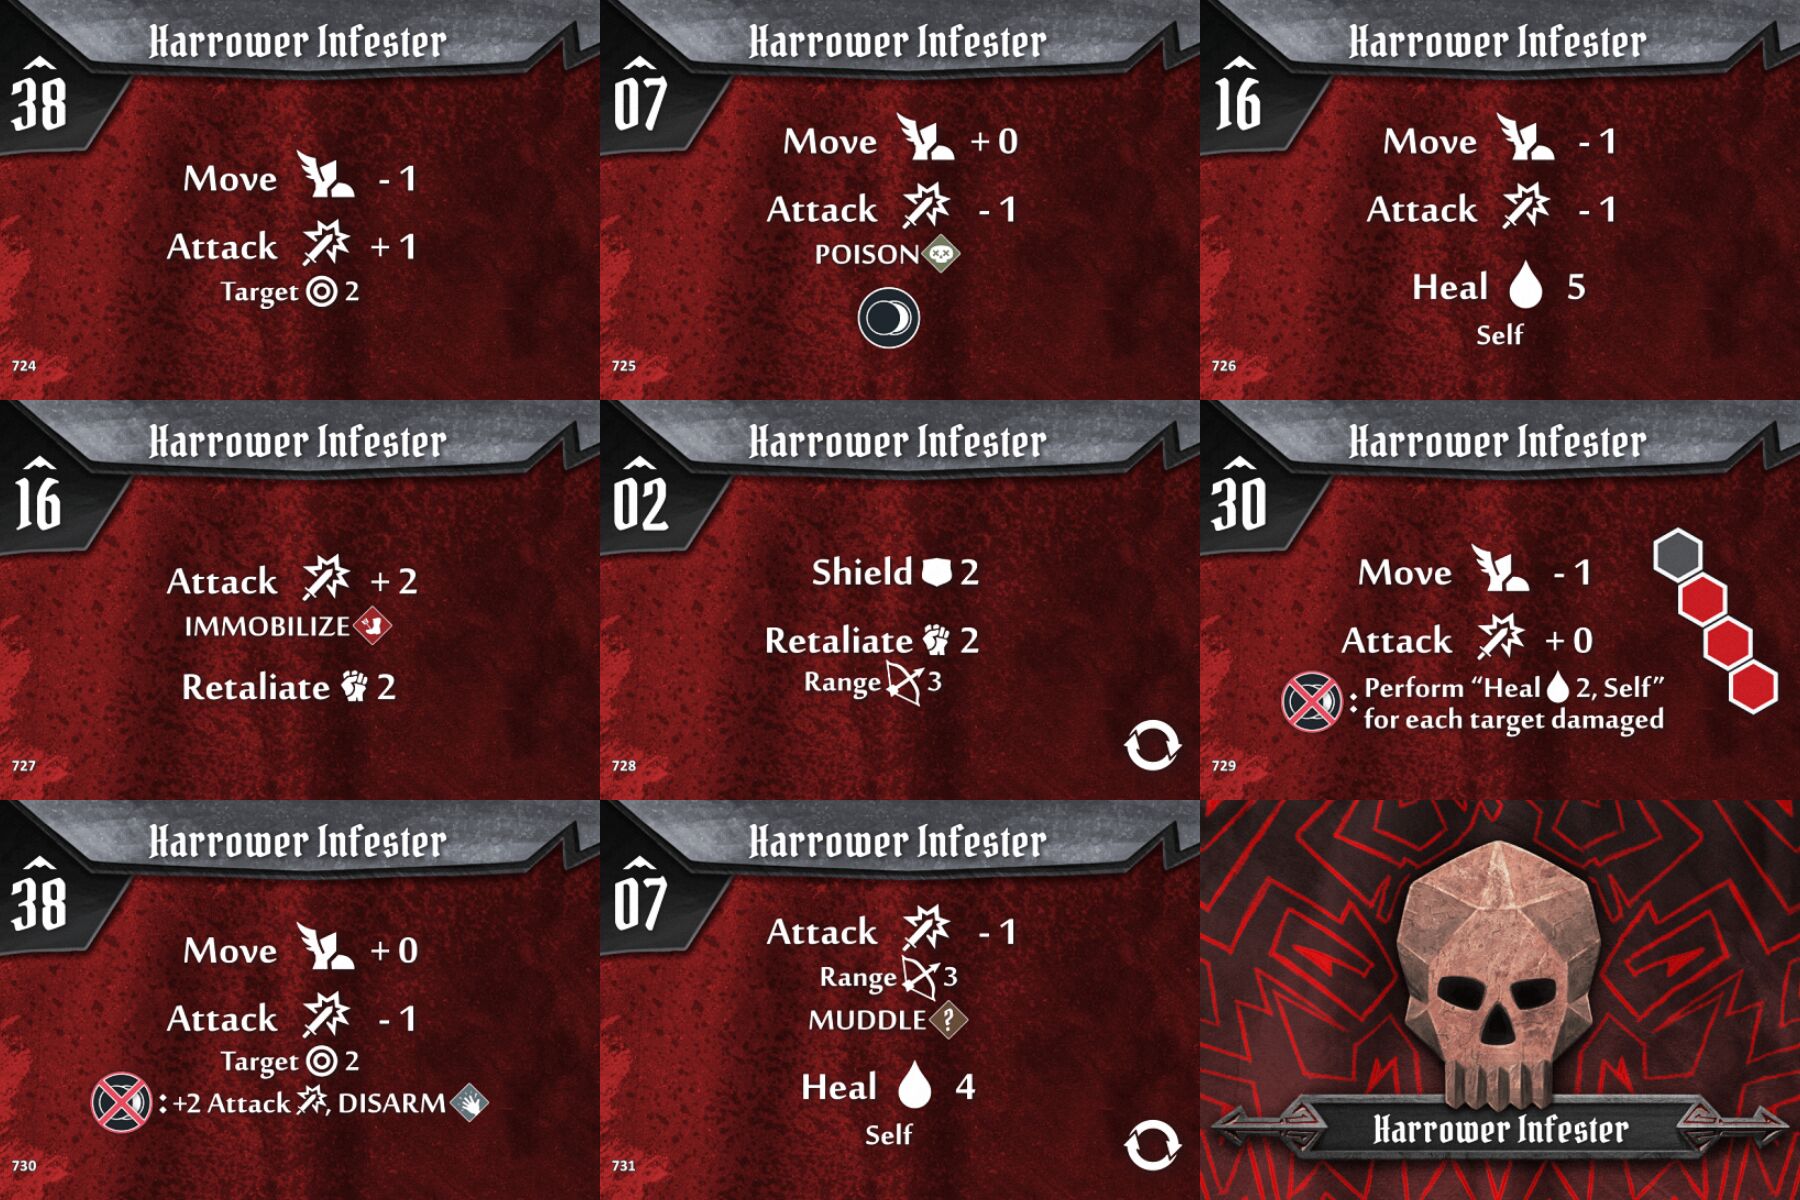 Harrower Infester
38
Move - 1
Attack + 1
Target 2
724
Harrower Infester
07
Move + 0
Attack - 1
POISON
725
Harrower Infester
16
Move - 1
Attack - 1
Heal 5
Self
726
Harrower Infester
16
Attack + 2
IMMOBILIZE
Retaliate 2
727
Harrower Infester
02
Shield 2
Retaliate 2
Range 3
728
Harrower Infester
30
Move - 1
Attack + 0
: Perform “Heal 2, Self”
for each target damaged
729
Harrower Infester
38
Move + 0
Attack - 1
Target 2
: +2 Attack , DISARM
730
Harrower Infester
07
Attack - 1
Range 3
MUDDLE ?
Heal 4
Self
731
Harrower Infester